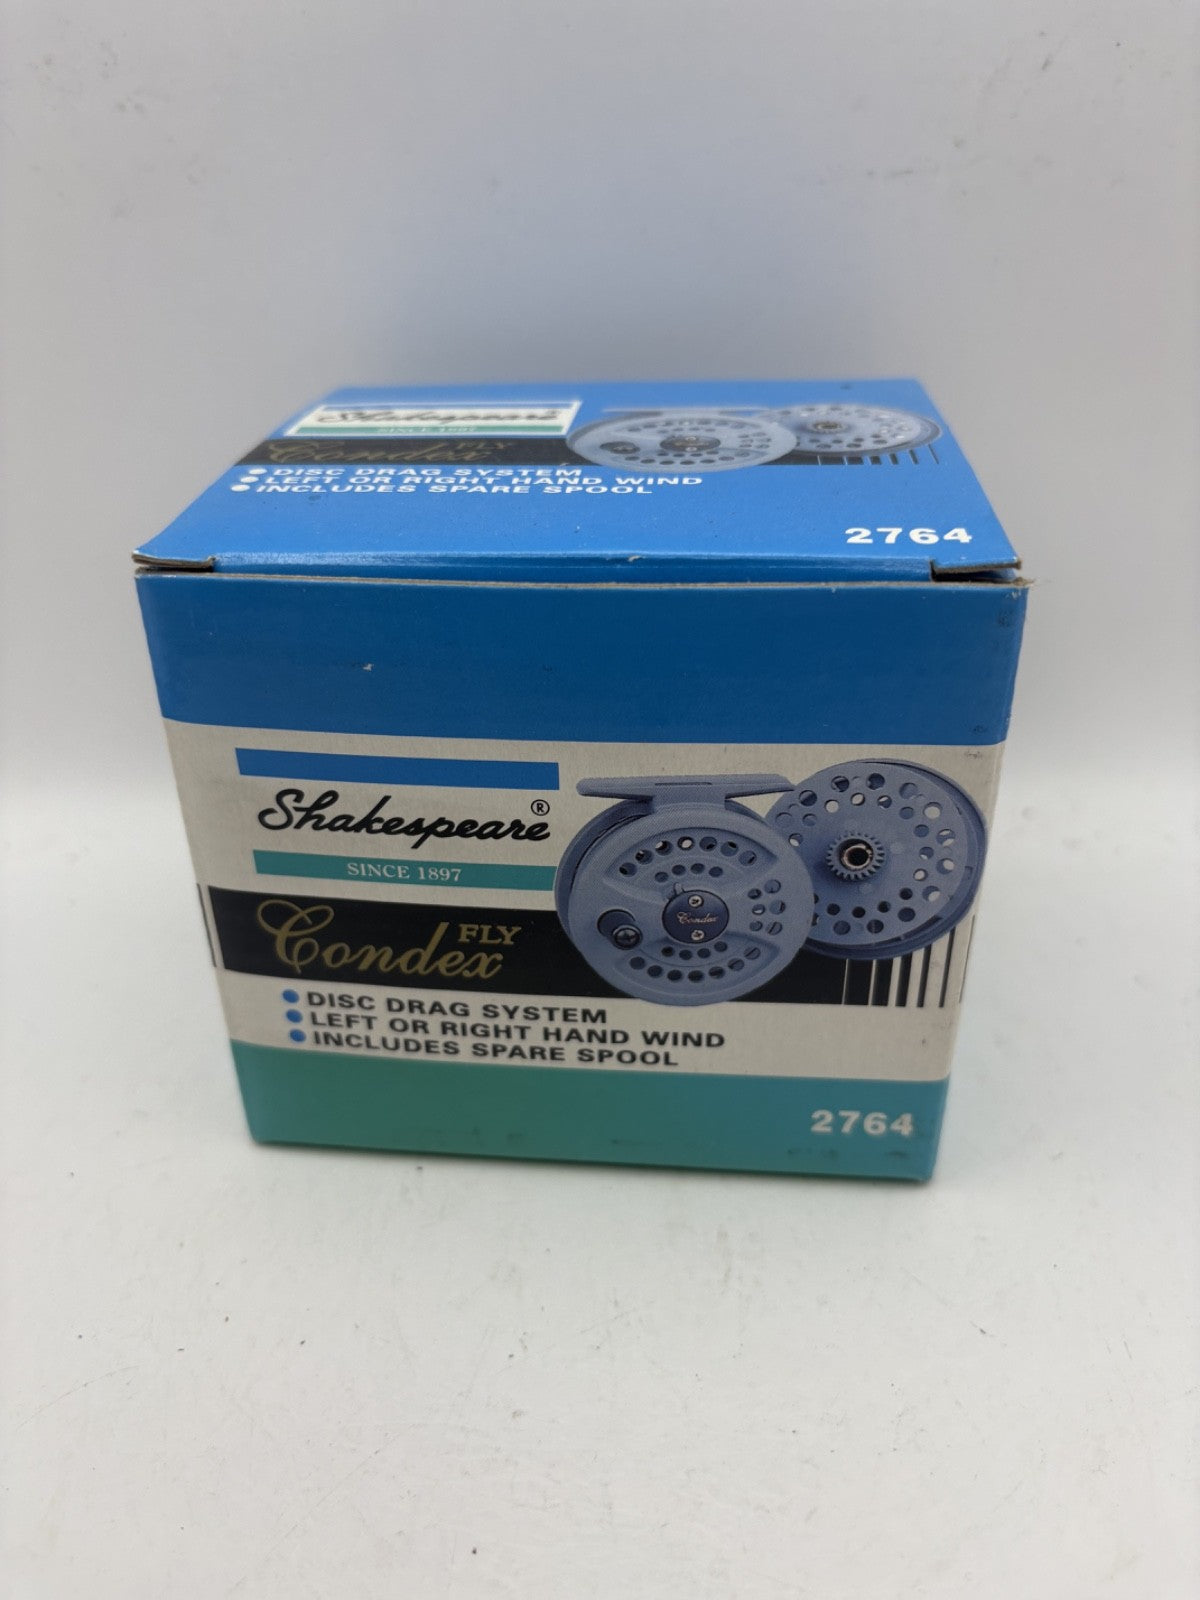 Shakespeare
SINCE 1897
Condex FLY
DISC DRAG SYSTEM
LEFT OR RIGHT HAND WIND
INCLUDES SPARE SPOOL
2764
Shakespeare®
SINCE 1897
Condex FLY
Condex
DISC DRAG SYSTEM
LEFT OR RIGHT HAND WIND
INCLUDES SPARE SPOOL
2764